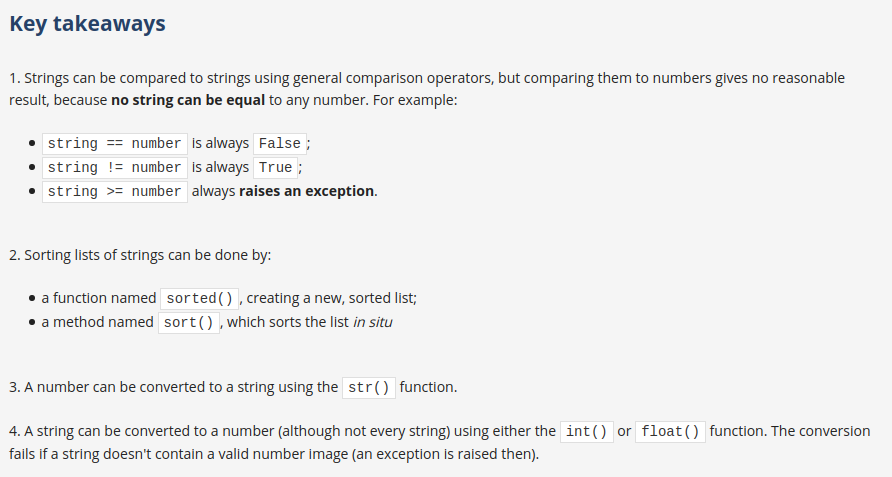 Key takeaways
1. Strings can be compared to strings using general comparison operators, but comparing them to numbers gives no reasonable
result, because no string can be equal to any number. For example:
• string == number is always False;
• string != number is always True;
• string >= number always raises an exception.
2. Sorting lists of strings can be done by:
• a function named sorted(), creating a new, sorted list;
• a method named sort(), which sorts the list in situ
3. A number can be converted to a string using the str() function.
4. A string can be converted to a number (although not every string) using either the int() or float() function. The conversion
fails if a string doesn't contain a valid number image (an exception is raised then).